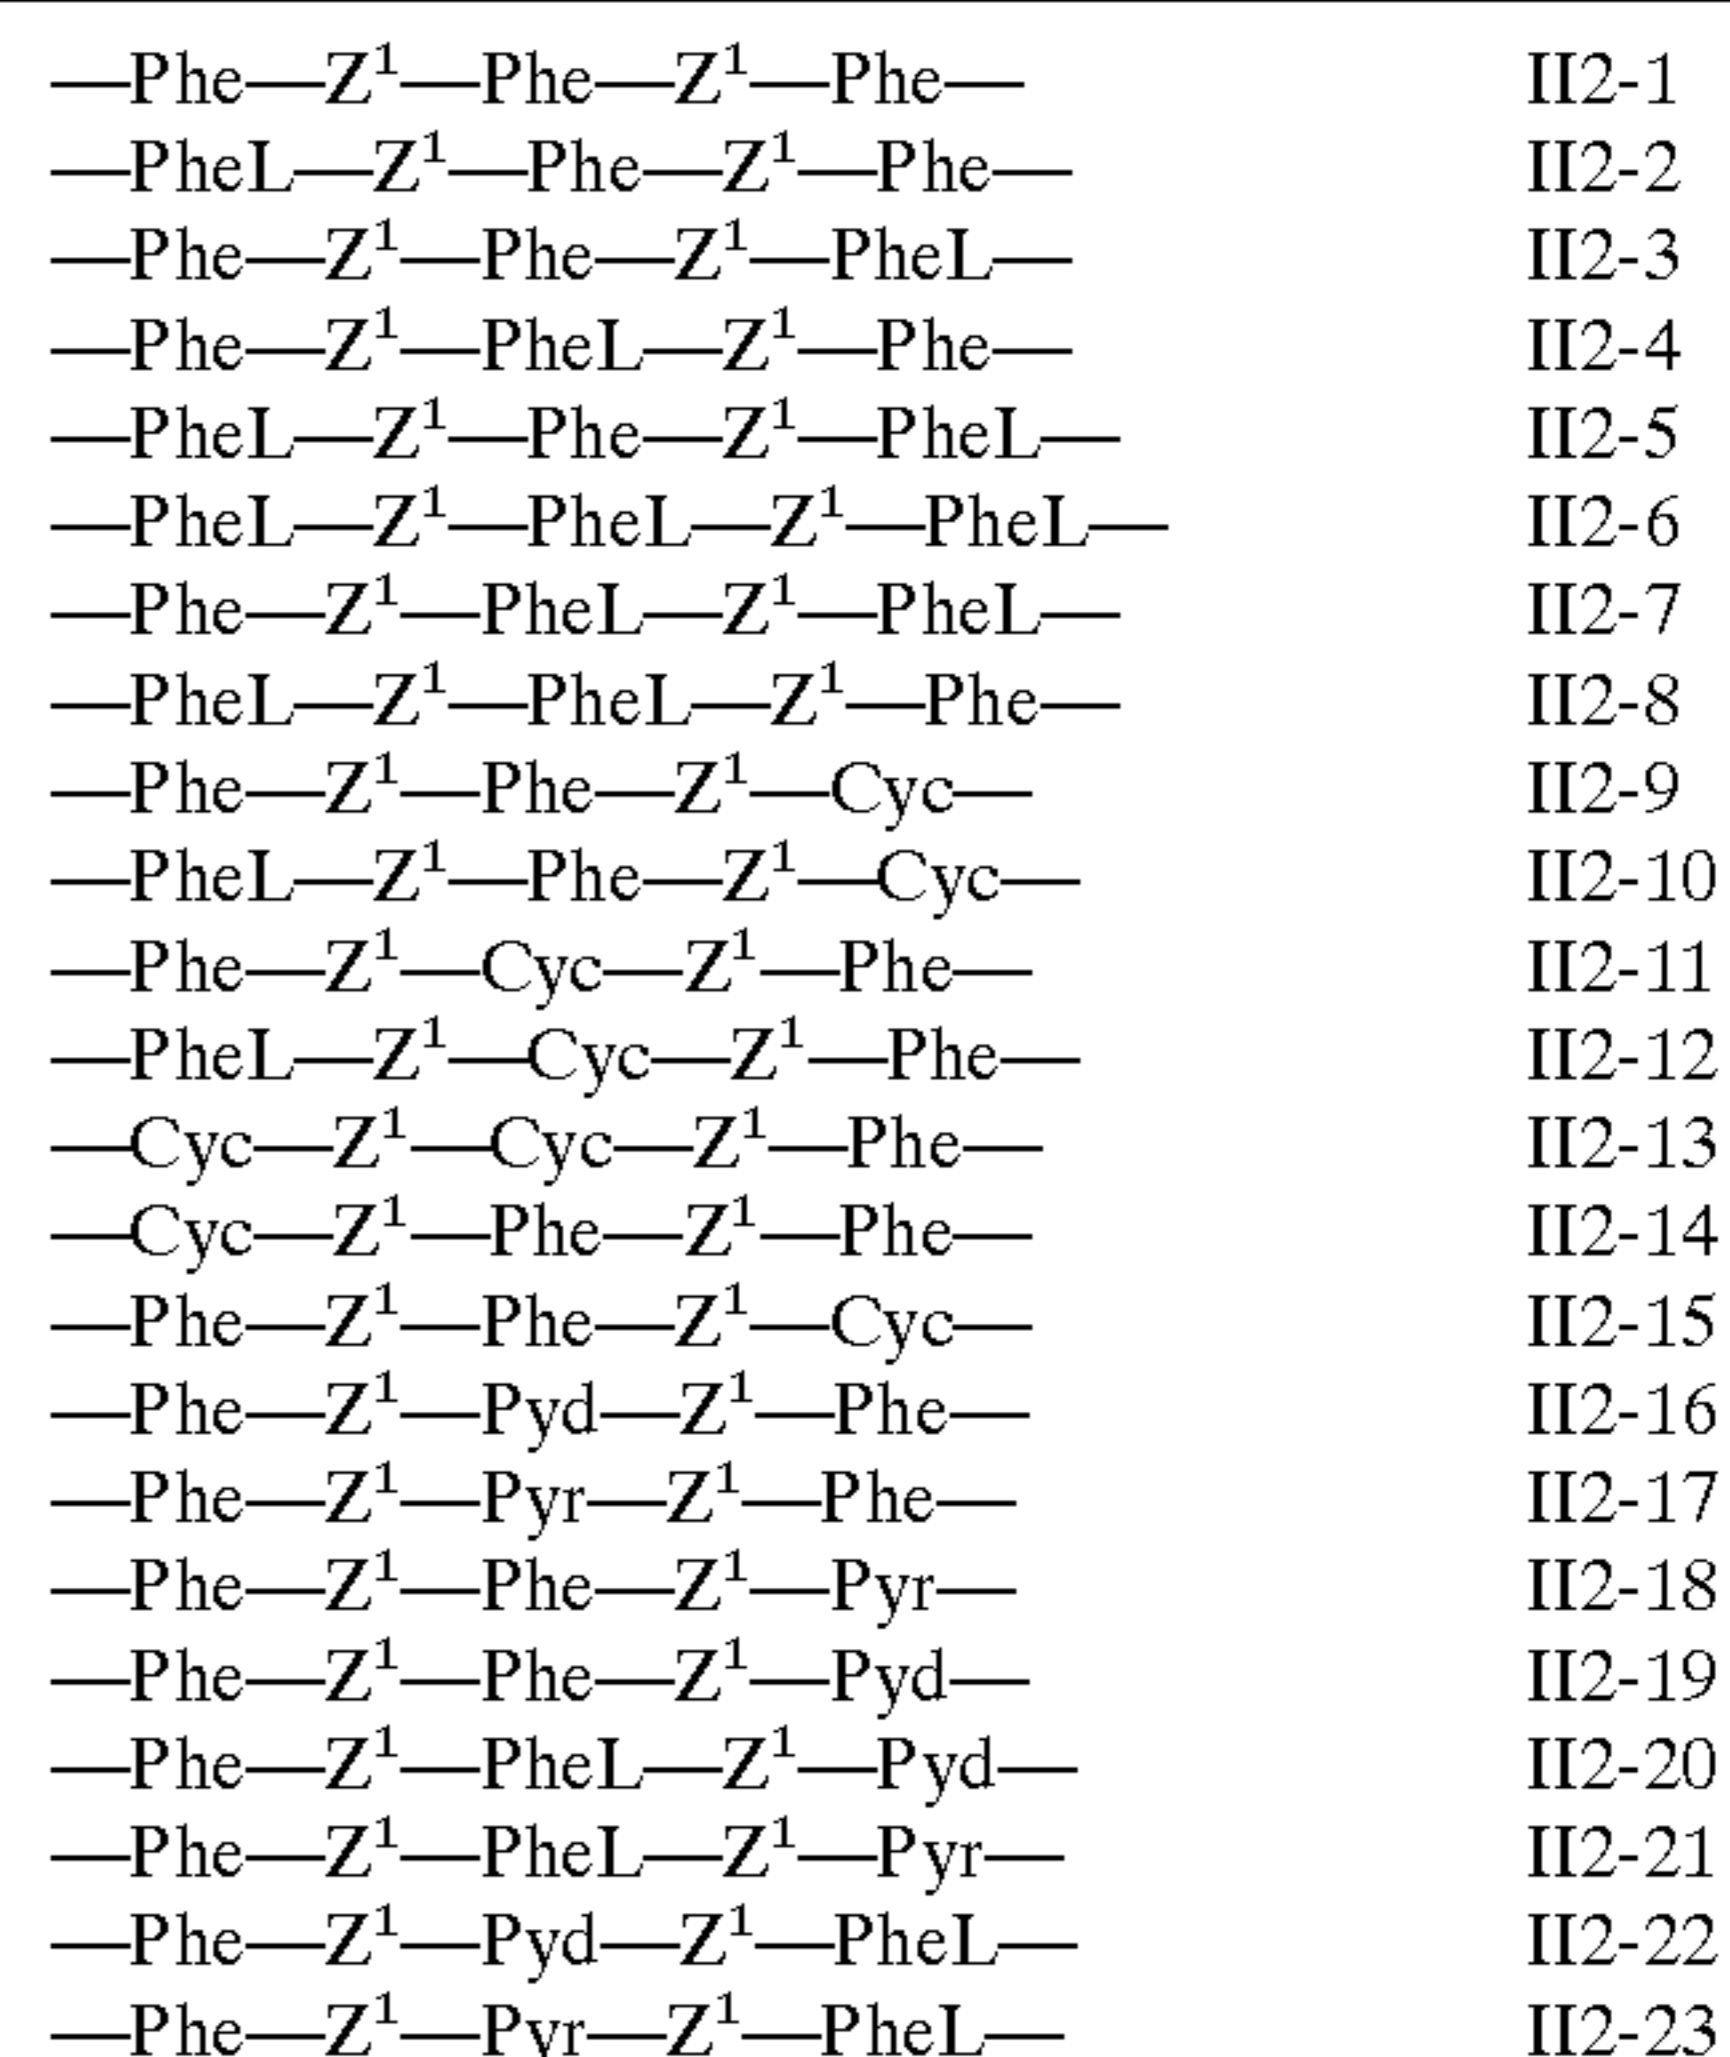 —Phe—Z¹—Phe—Z¹—Phe— II2-1
—PheL—Z¹—Phe—Z¹—Phe— II2-2
—Phe—Z¹—Phe—Z¹—PheL— II2-3
—Phe—Z¹—PheL—Z¹—Phe— II2-4
—PheL—Z¹—Phe—Z¹—PheL— II2-5
—PheL—Z¹—PheL—Z¹—PheL— II2-6
—Phe—Z¹—PheL—Z¹—PheL— II2-7
—PheL—Z¹—PheL—Z¹—Phe— II2-8
—Phe—Z¹—Phe—Z¹—Cyc— II2-9
—PheL—Z¹—Phe—Z¹—Cyc— II2-10
—Phe—Z¹—Cyc—Z¹—Phe— II2-11
—PheL—Z¹—Cyc—Z¹—Phe— II2-12
—Cyc—Z¹—Cyc—Z¹—Phe— II2-13
—Cyc—Z¹—Phe—Z¹—Phe— II2-14
—Phe—Z¹—Phe—Z¹—Cyc— II2-15
—Phe—Z¹—Pyd—Z¹—Phe— II2-16
—Phe—Z¹—Pyr—Z¹—Phe— II2-17
—Phe—Z¹—Phe—Z¹—Pyr— II2-18
—Phe—Z¹—Phe—Z¹—Pyd— II2-19
—Phe—Z¹—PheL—Z¹—Pyd— II2-20
—Phe—Z¹—PheL—Z¹—Pyr— II2-21
—Phe—Z¹—Pyd—Z¹—PheL— II2-22
—Phe—Z¹—Pyr—Z¹—PheL— II2-23